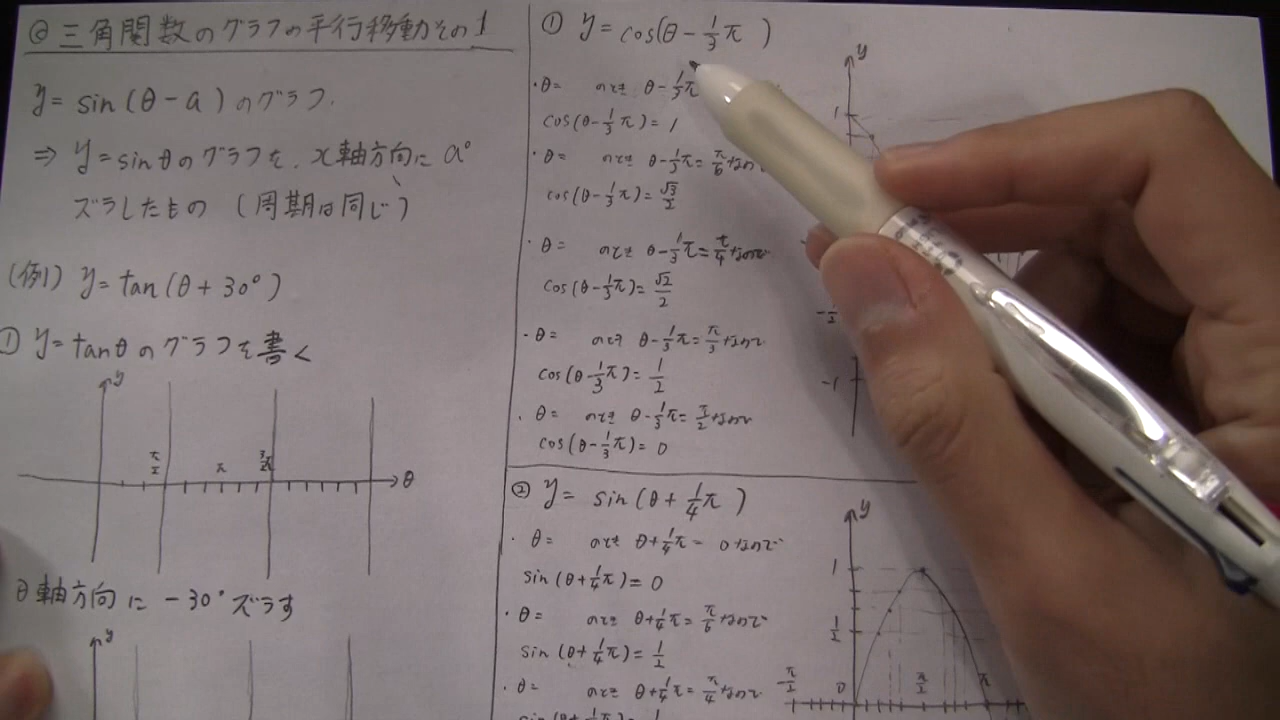 @三角関数のグラフの平行移動その1
y = sin (θ - a) のグラフ.
⇒ y = sinθのグラフを、x軸方向に a°
ズラしたもの (周期は同じ)
(例) y = tan (θ + 30°)
① y = tanθ のグラフを書く
y
π/2 π 3/2π
θ
θ軸方向に -30° ズラす
y
① y = cos(θ - 1/3π )
・θ= のとき θ - 1/3π
cos(θ - 1/3π) = 1
・θ= のとき θ - 1/3π = π/6 なので
cos(θ - 1/3π) = √3/2
・θ= のとき θ - 1/3π = π/4 なので
cos(θ - 1/3π) = √2/2
・θ= のとき θ - 1/3π = π/3 なので
cos(θ - 1/3π) = 1/2
・θ= のとき θ - 1/3π = π/2 なので
cos(θ - 1/3π) = 0
y
1
-1/2
-1
② y = sin (θ + 1/4π )
・θ= のとき θ + 1/4π = 0 なので
sin (θ + 1/4π) = 0
・θ= のとき θ + 1/4π = π/6 なので
sin (θ + 1/4π) = 1/2
・θ= のとき θ + 1/4π = π/4 なので
y
1
1/2
-π/2 0 π/2 π